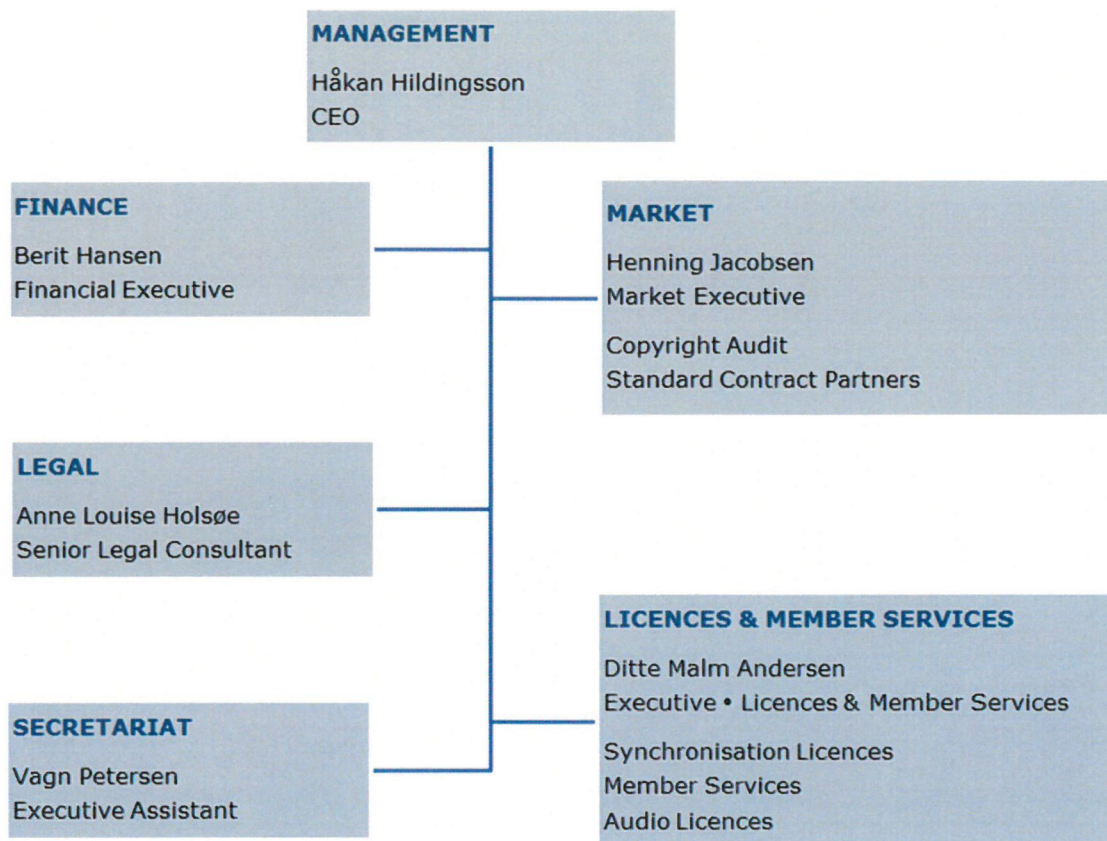 MANAGEMENT
Håkan Hildingsson
CEO
FINANCE
Berit Hansen
Financial Executive
MARKET
Henning Jacobsen
Market Executive
Copyright Audit
Standard Contract Partners
LEGAL
Anne Louise Holsøe
Senior Legal Consultant
LICENCES & MEMBER SERVICES
Ditte Malm Andersen
Executive • Licences & Member Services
Synchronisation Licences
Member Services
Audio Licences
SECRETARIAT
Vagn Petersen
Executive Assistant